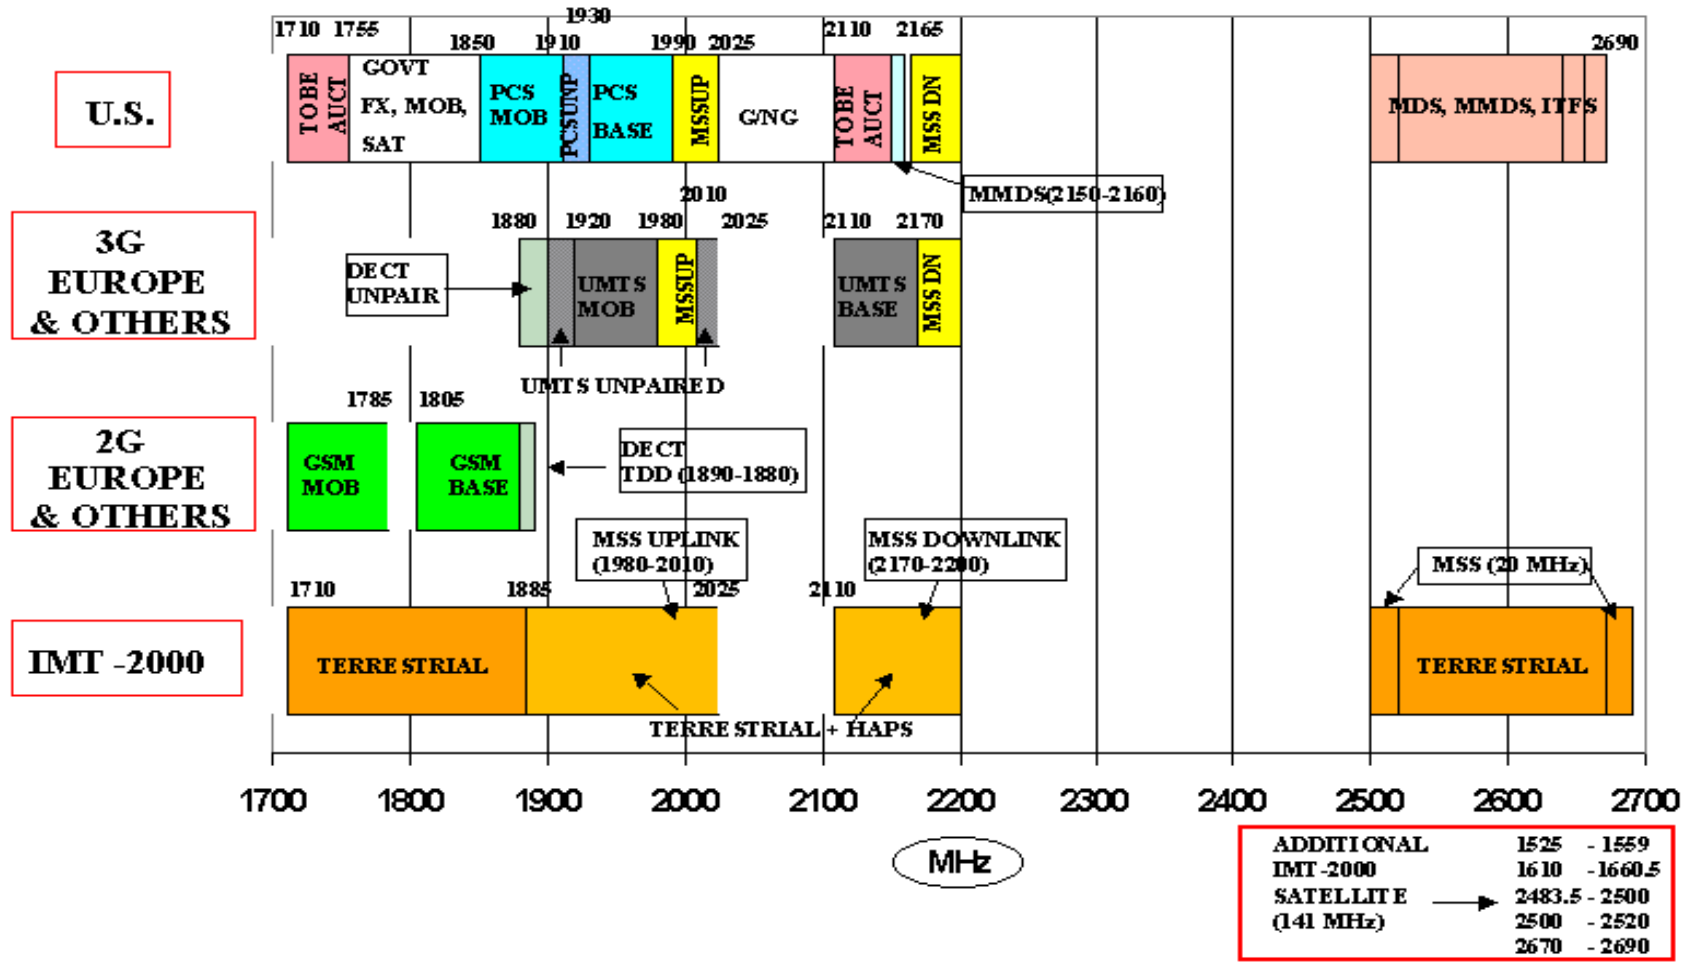 1930
1710 1755 1850 1910 1990 2025 2110 2165 2690
U.S.
TO BE
AUCT
GOVT
FX, MOB,
SAT
PCS
MOB
PCSUNP
PCS
BASE
MSSUP
G/NG
TO BE
AUCT
MSS DN
MDS, MMDS, ITFS
MMDS(2150-2160)
3G
EUROPE
& OTHERS
2010
1880 1920 1980 2025 2110 2170
DECT
UNPAIR
UMTS
MOB
MSSUP
UMTS
BASE
MSS DN
UMTS UNPAIRED
2G
EUROPE
& OTHERS
1785 1805
GSM
MOB
GSM
BASE
DECT
TDD (1890-1880)
MSS UPLINK
(1980-2010)
MSS DOWNLINK
(2170-2200)
MSS (20 MHz)
IMT -2000
1710 1885 2025 2110
TERRESTRIAL
TERRESTRIAL
TERRESTRIAL + HAPS
1700 1800 1900 2000 2100 2200 2300 2400 2500 2600 2700
MHz
ADDITIONAL 1525 - 1559
IMT-2000 1610 -1660.5
SATELLITE 2483.5 - 2500
(141 MHz) 2500 - 2520
2670 - 2690